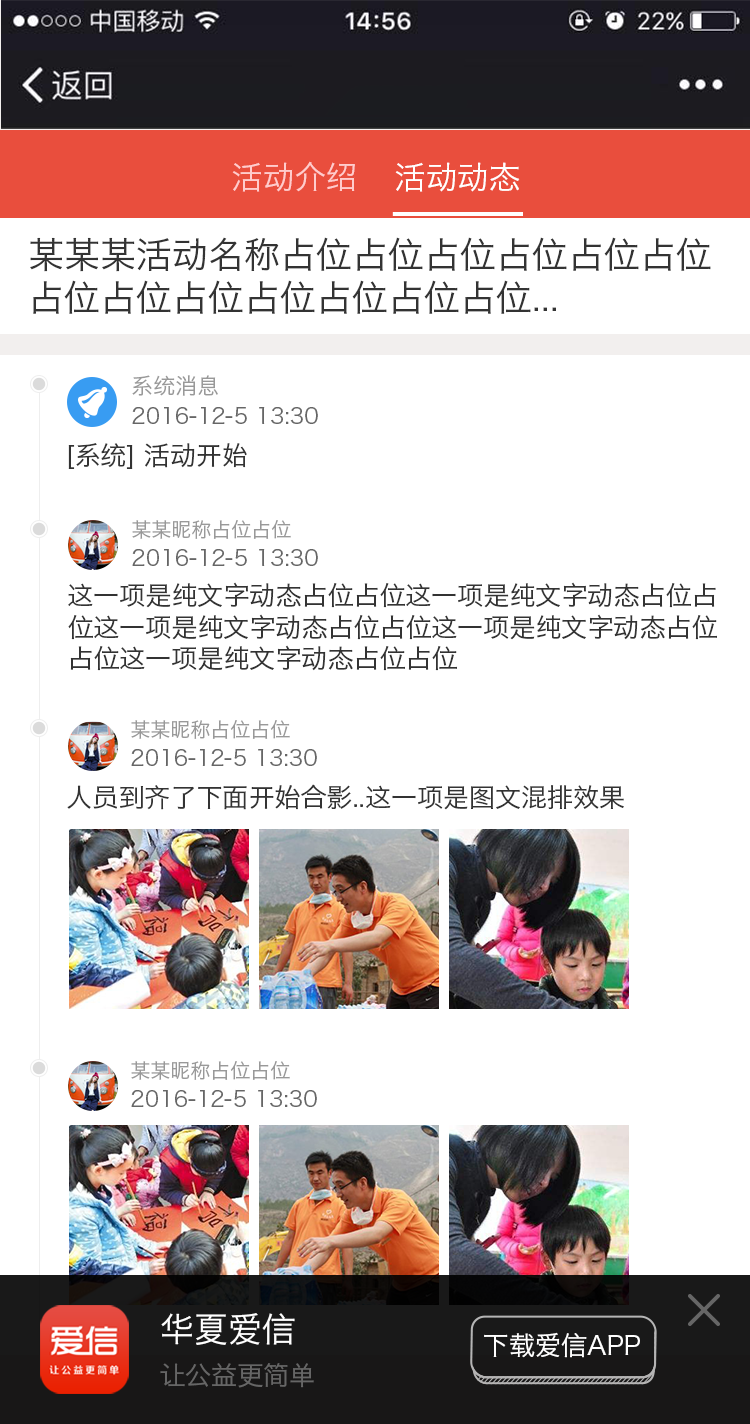 中国移动
14:56
22%
返回
活动介绍 活动动态
某某某活动名称占位占位占位占位占位占位
占位占位占位占位占位占位占位...
系统消息
2016-12-5 13:30
[系统] 活动开始
某某昵称占位占位
2016-12-5 13:30
这一项是纯文字动态占位占位这一项是纯文字动态占位占
位这一项是纯文字动态占位占位这一项是纯文字动态占位
占位这一项是纯文字动态占位占位
某某昵称占位占位
2016-12-5 13:30
人员到齐了下面开始合影..这一项是图文混排效果
某某昵称占位占位
2016-12-5 13:30
爱信
让公益更简单
华夏爱信
让公益更简单
下载爱信APP